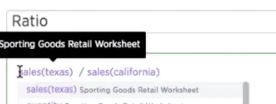 Ratio
Sporting Goods Retail Worksheet
sales(texas) / sales(california)
sales(texas) Sporting Goods Retail Worksheet